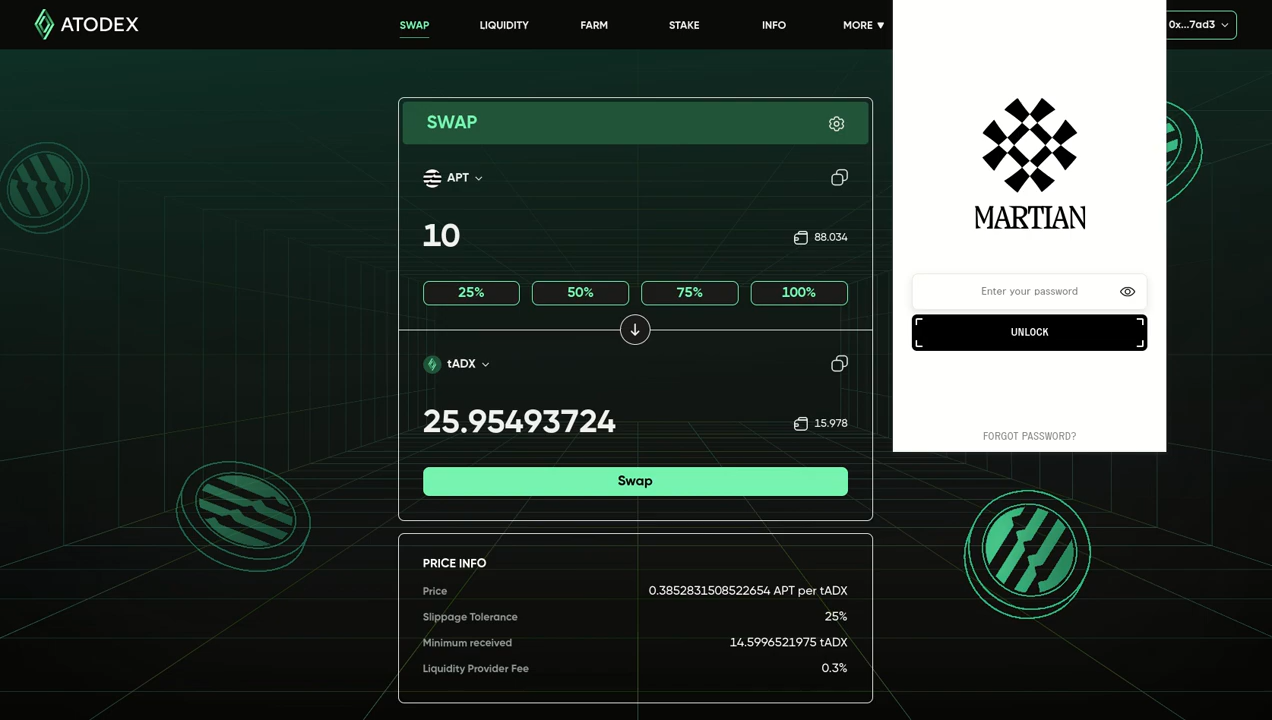 ATODEX
SWAP
LIQUIDITY
FARM
STAKE
INFO
MORE
0x...7ad3
SWAP
APT
10
88.034
25%
50%
75%
100%
tADX
25.95493724
15.978
Swap
PRICE INFO
Price
0.3852831508522654 APT per tADX
Slippage Tolerance
25%
Minimum received
14.5996521975 tADX
Liquidity Provider Fee
0.3%
MARTIAN
Enter your password
UNLOCK
FORGOT PASSWORD?